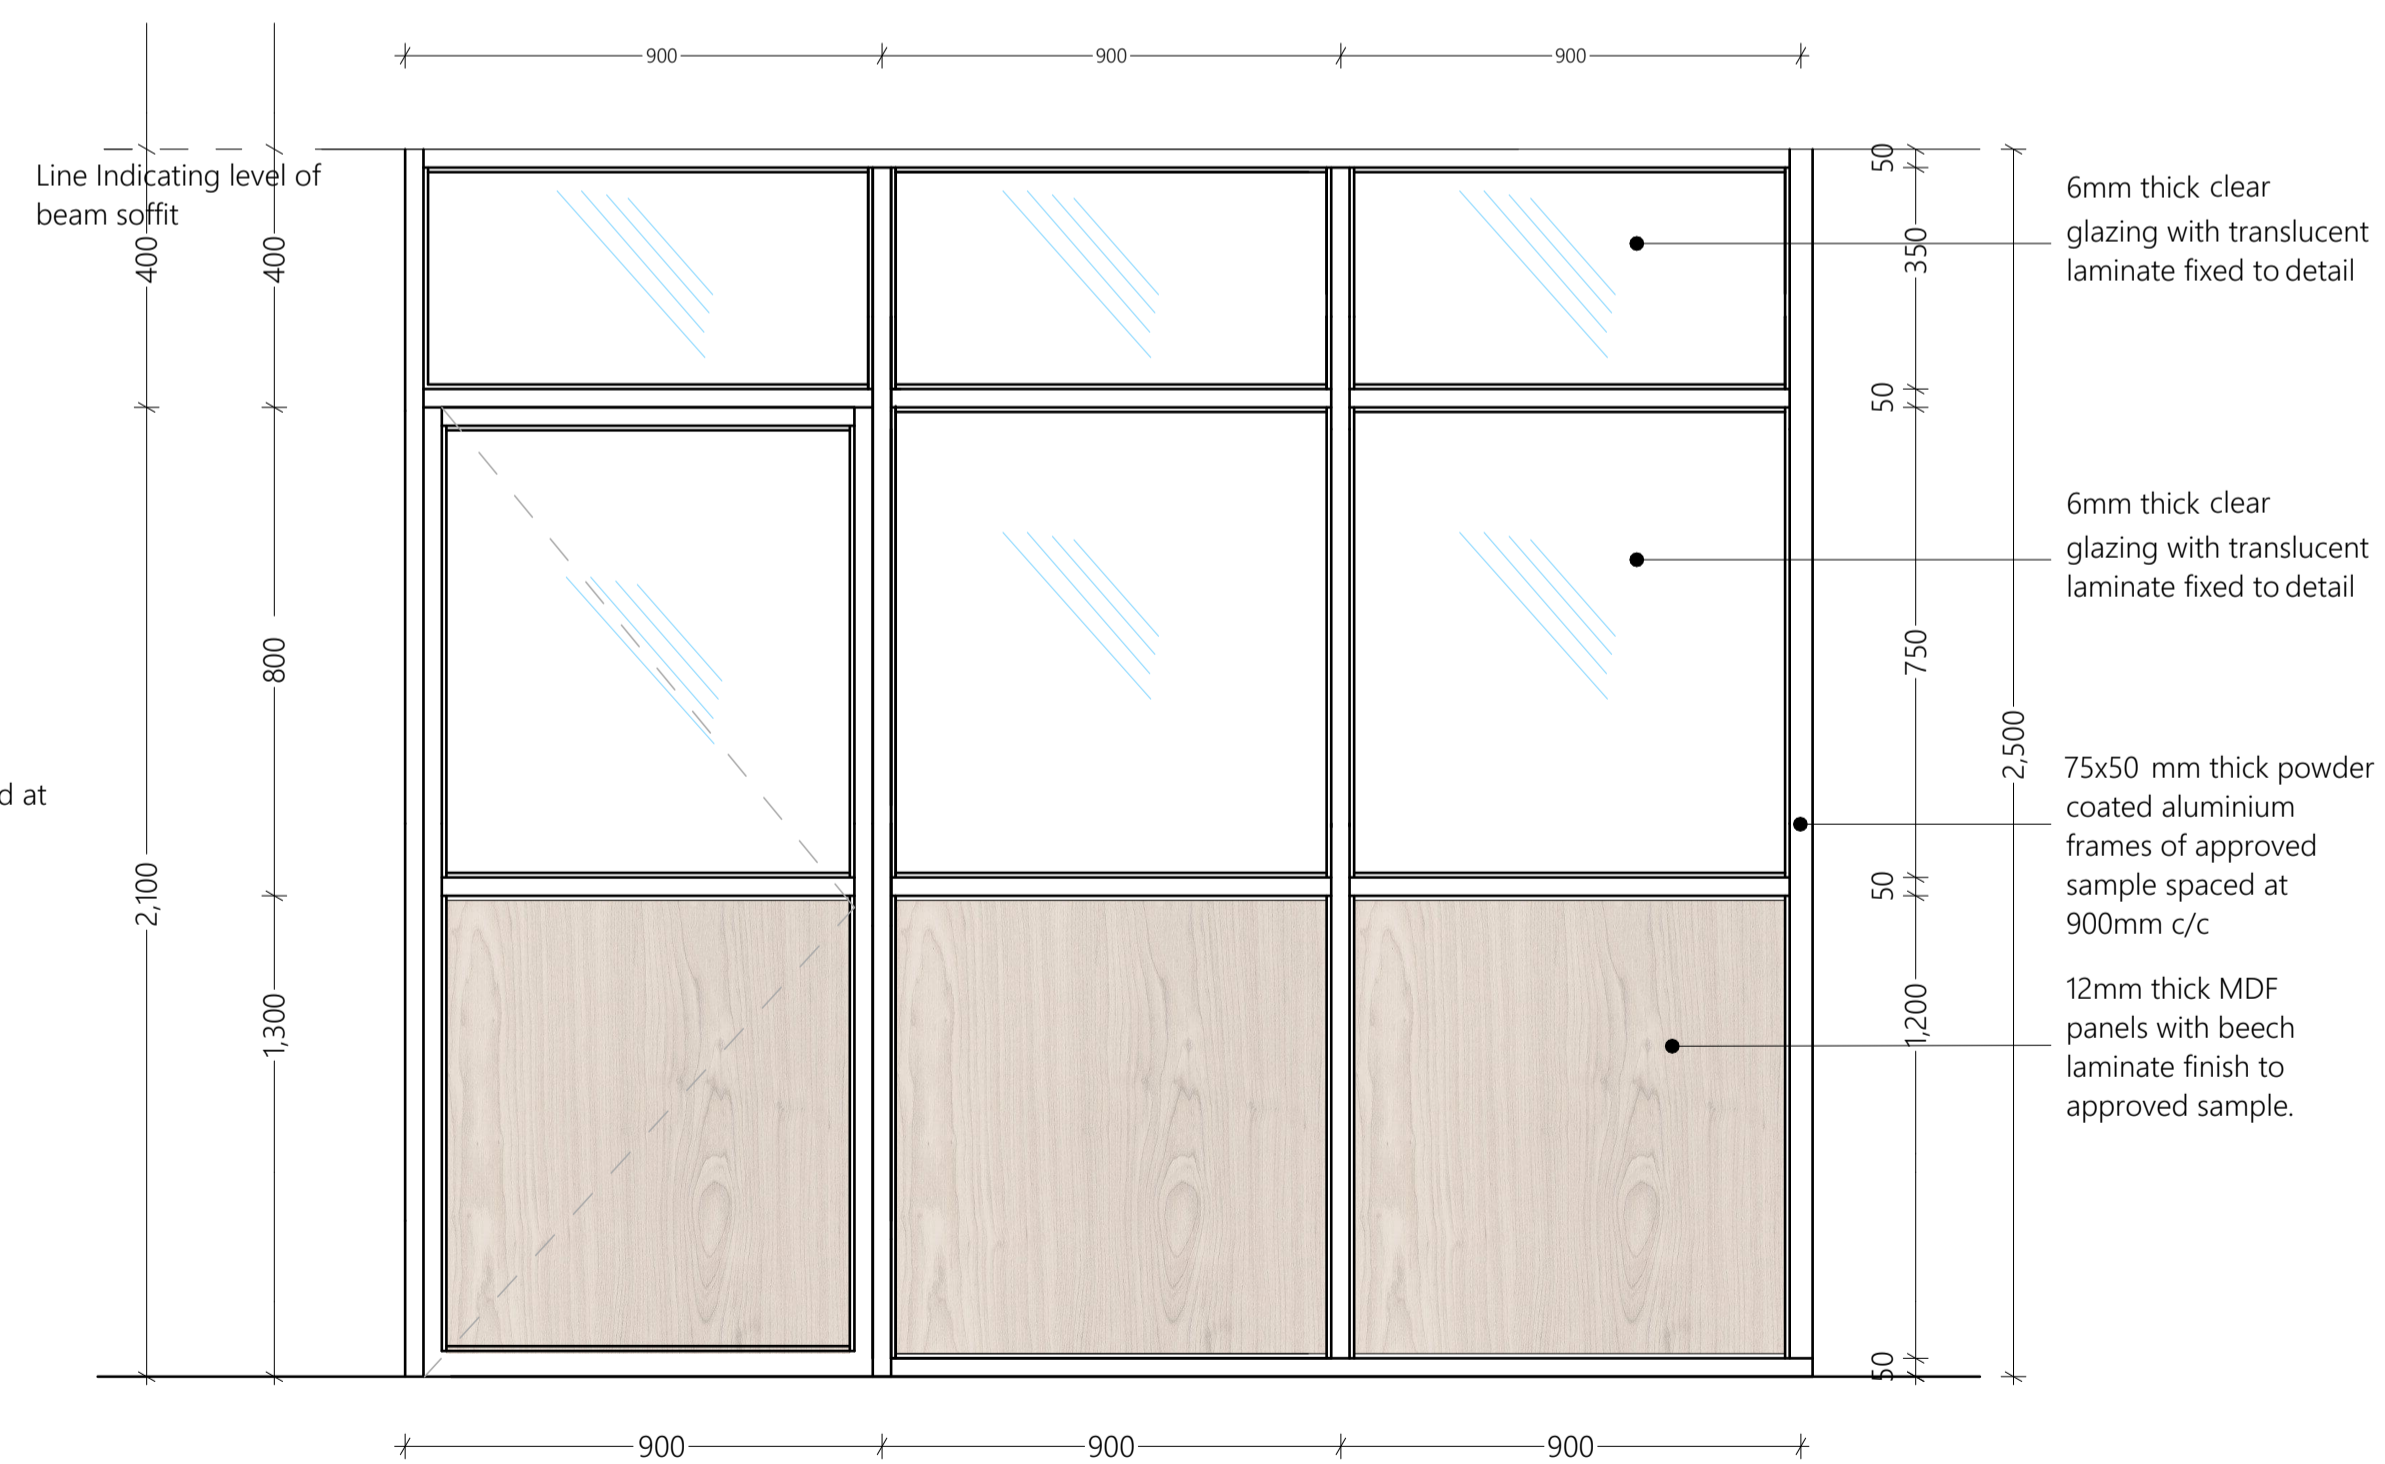 900 900 900
Line Indicating level of
beam soffit
400 400
800
2,100
1,300
d at
50
350
50
750
50
1,200
50
2,500
6mm thick clear
glazing with translucent
laminate fixed to detail
6mm thick clear
glazing with translucent
laminate fixed to detail
75x50 mm thick powder
coated aluminium
frames of approved
sample spaced at
900mm c/c
12mm thick MDF
panels with beech
laminate finish to
approved sample.
900 900 900